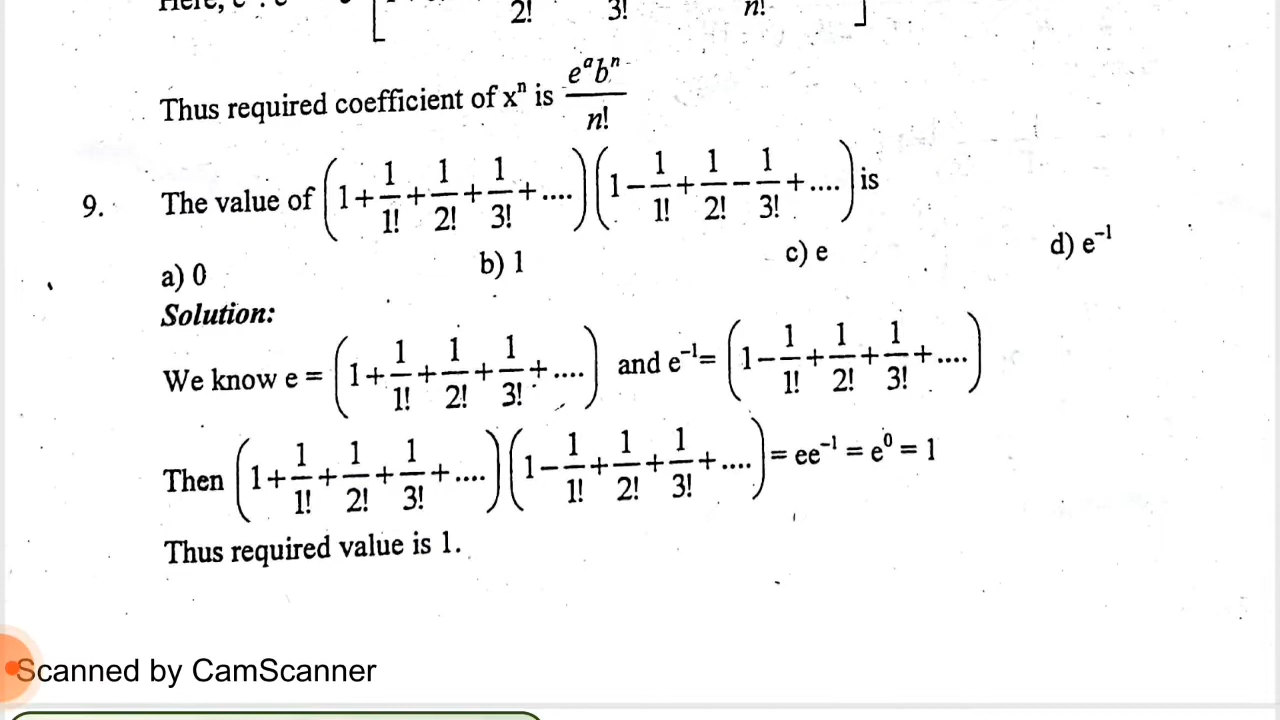 2! 3! n!
Thus required coefficient of xⁿ is eᵃbⁿ/n!
9. The value of (1+1/1!+1/2!+1/3!+....)(1−1/1!+1/2!−1/3!+....) is
a) 0 b) 1 c) e d) e⁻¹
Solution:
We know e = (1+1/1!+1/2!+1/3!+....) and e⁻¹= (1−1/1!+1/2!+1/3!+....)
Then (1+1/1!+1/2!+1/3!+....)(1−1/1!+1/2!+1/3!+....) = ee⁻¹ = e⁰ = 1
Thus required value is 1.
Scanned by CamScanner